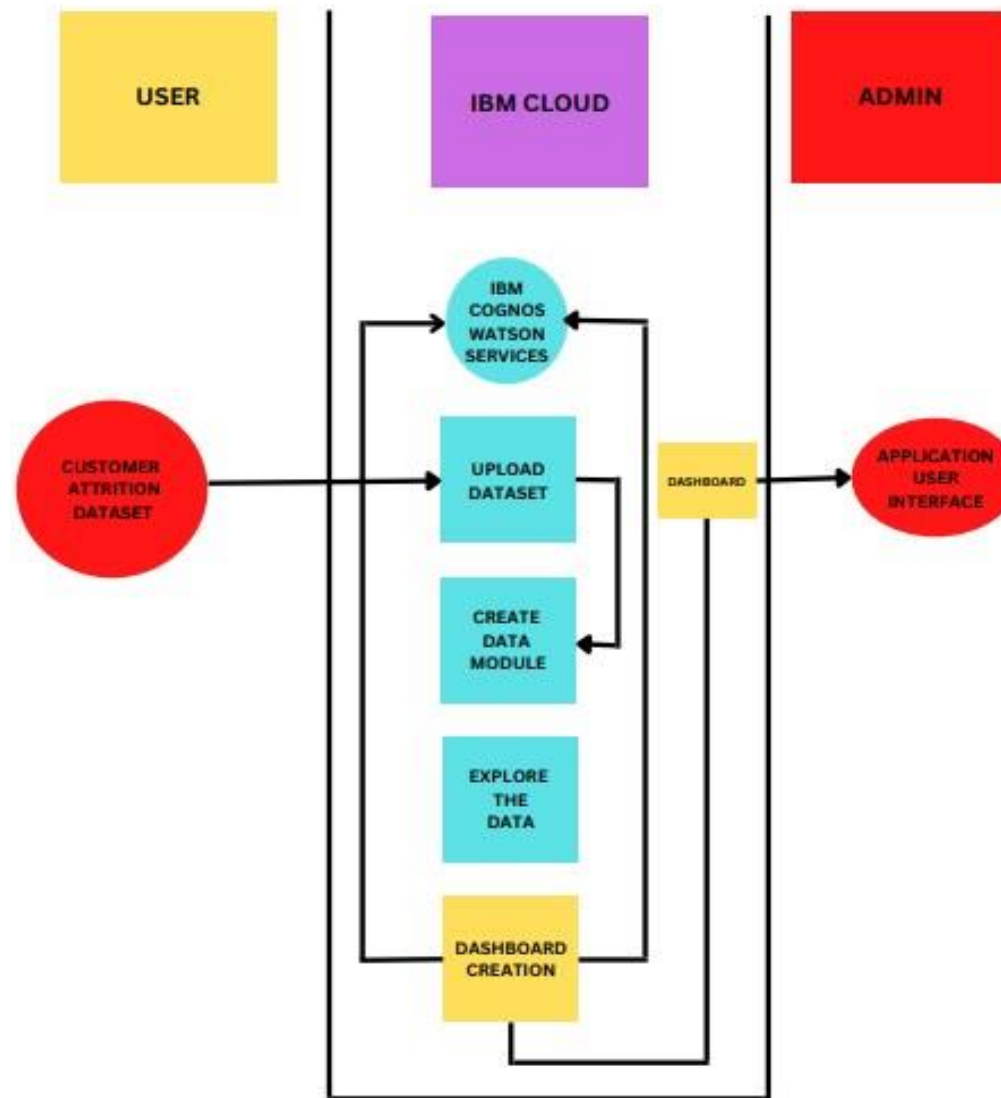 USER
IBM CLOUD
ADMIN
IBM
COGNOS
WATSON
SERVICES
CUSTOMER
ATTRITION
DATASET
UPLOAD
DATASET
DASHBOARD
APPLICATION
USER
INTERFACE
CREATE
DATA
MODULE
EXPLORE
THE
DATA
DASHBOARD
CREATION